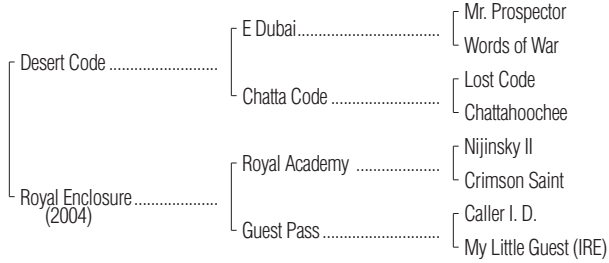 Mr. Prospector
E Dubai
Words of War
Desert Code
Lost Code
Chatta Code
Chattahoochee
Nijinsky II
Royal Academy
Crimson Saint
Royal Enclosure
(2004)
Caller I. D.
Guest Pass
My Little Guest (IRE)